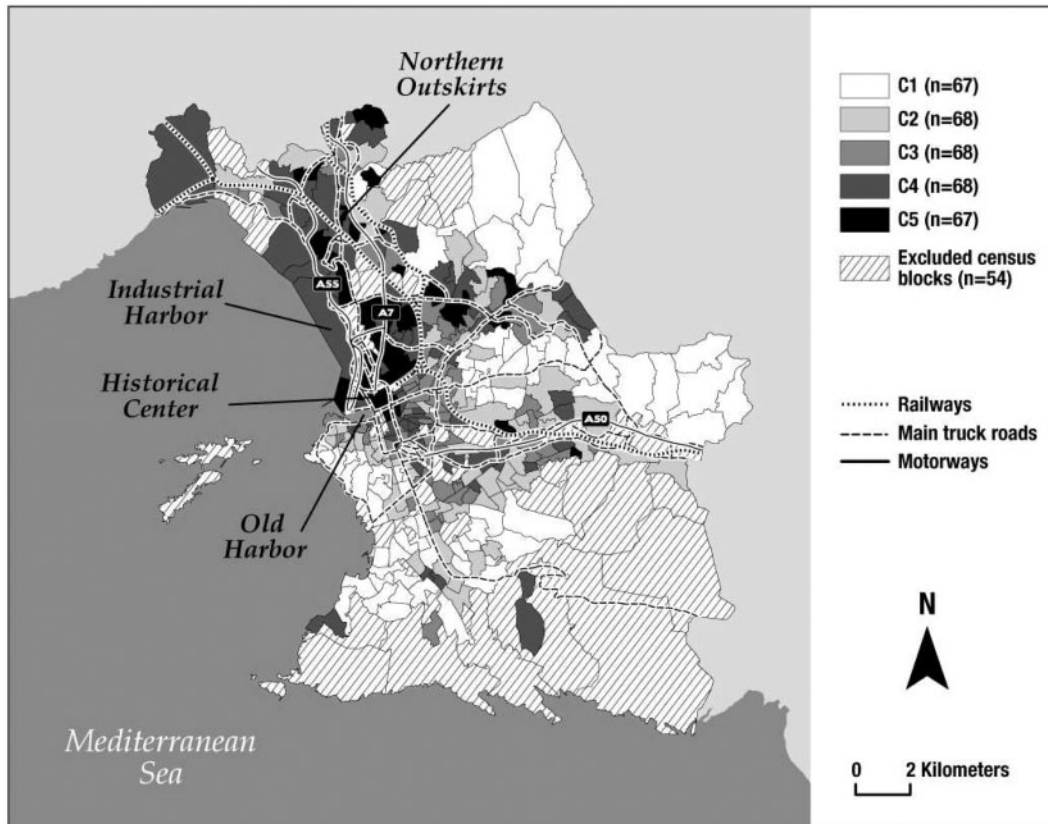 Northern
Outskirts
Industrial
Harbor
A55
A7
Historical
Center
A50
Old
Harbor
Mediterranean
Sea
C1 (n=67)
C2 (n=68)
C3 (n=68)
C4 (n=68)
C5 (n=67)
Excluded census
blocks (n=54)
Railways
Main truck roads
Motorways
N
0 2 Kilometers